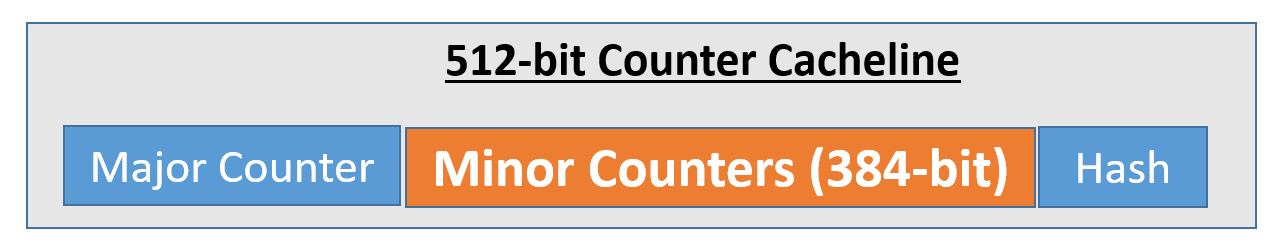 512-bit Counter Cacheline
Major Counter Minor Counters (384-bit) Hash